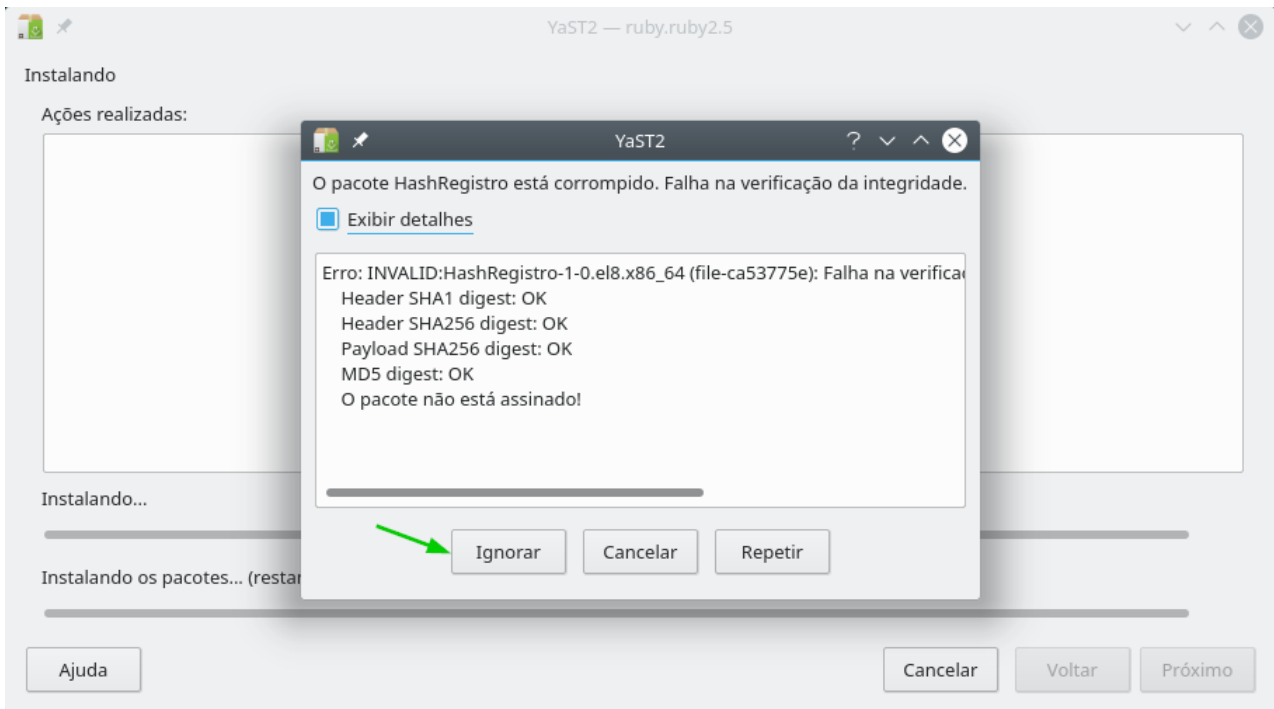 YaST2 — ruby.ruby2.5
Instalando
Ações realizadas:
YaST2
O pacote HashRegistro está corrompido. Falha na verificação da integridade.
Exibir detalhes
Erro: INVALID:HashRegistro-1-0.el8.x86_64 (file-ca53775e): Falha na verifica
Header SHA1 digest: OK
Header SHA256 digest: OK
Payload SHA256 digest: OK
MD5 digest: OK
O pacote não está assinado!
Instalando...
Ignorar Cancelar Repetir
Instalando os pacotes... (restar
Ajuda Cancelar Voltar Próximo